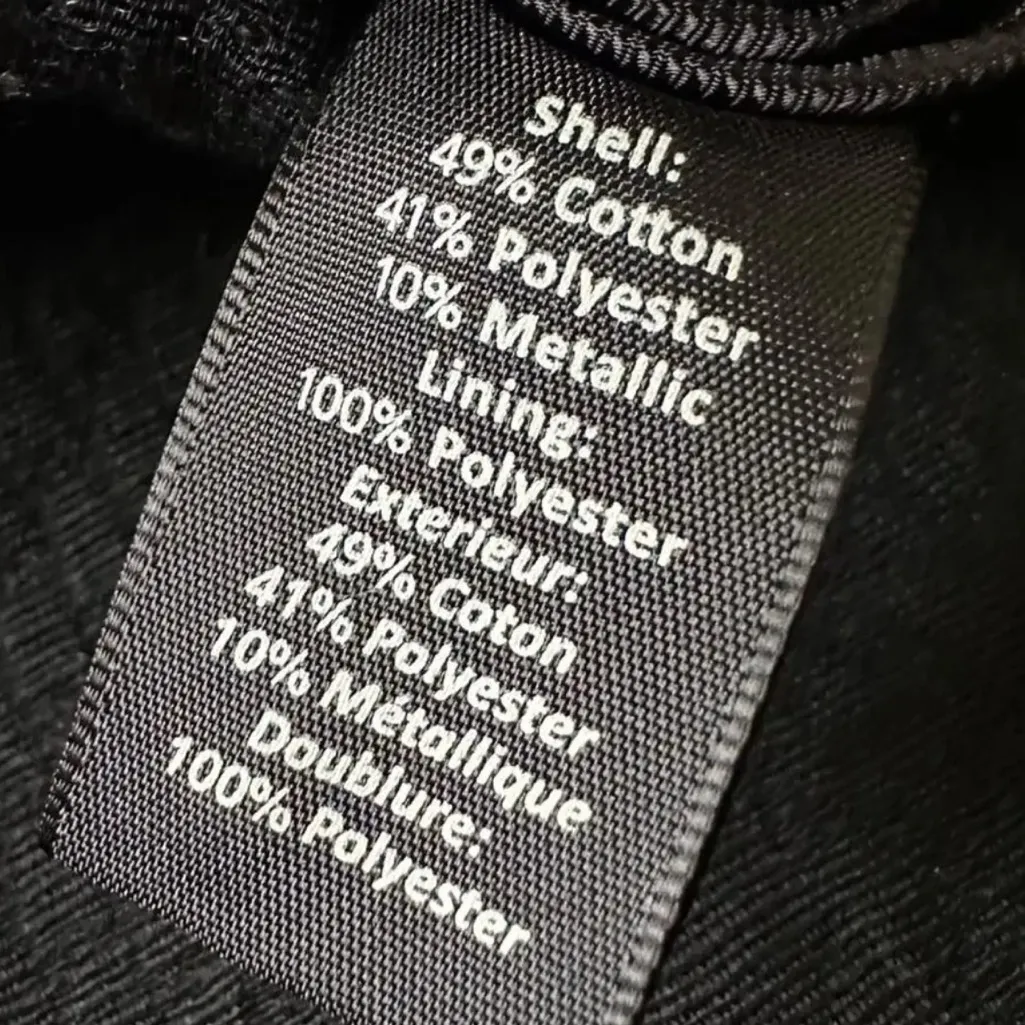 Shell:
49% Cotton
41% Polyester
10% Metallic
Lining:
100% Polyester
Exterieur:
49% Coton
41% Polyester
10% Métallique
Doublure:
100% Polyester